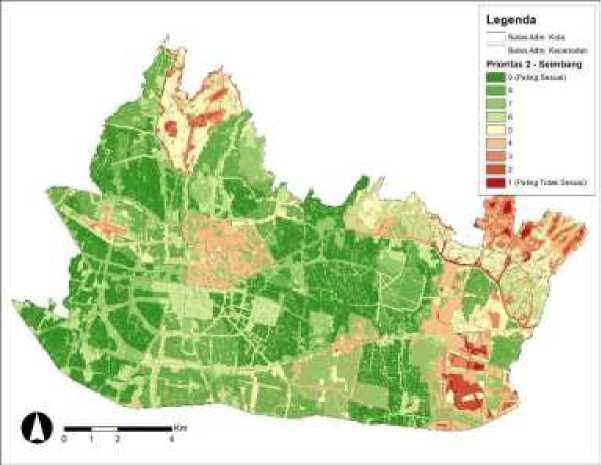 Legenda
Batas Adm. Kota
Batas Adm. Kecamatan
Prioritas 2 - Seimbang
9 (Paling Sesuai)
8
7
6
5
4
3
2
1 (Paling Tidak Sesuai)
Km
0 1 2 4